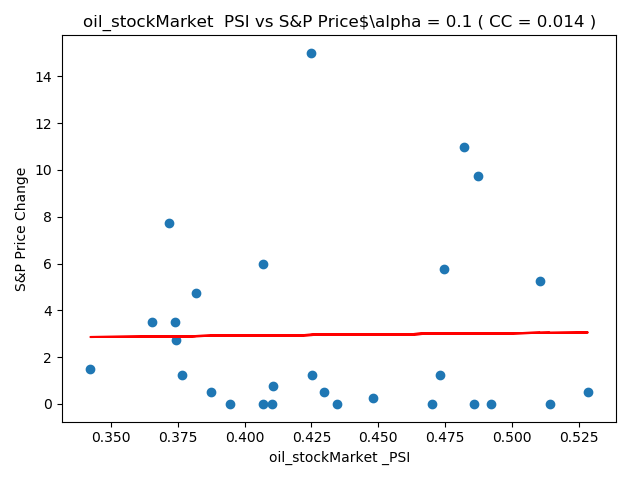 oil_stockMarket  PSI vs S&P Price$\alpha = 0.1 ( CC = 0.014 )
S&P Price Change
14
12
10
8
6
4
2
0
0.350 0.375 0.400 0.425 0.450 0.475 0.500 0.525
oil_stockMarket _PSI